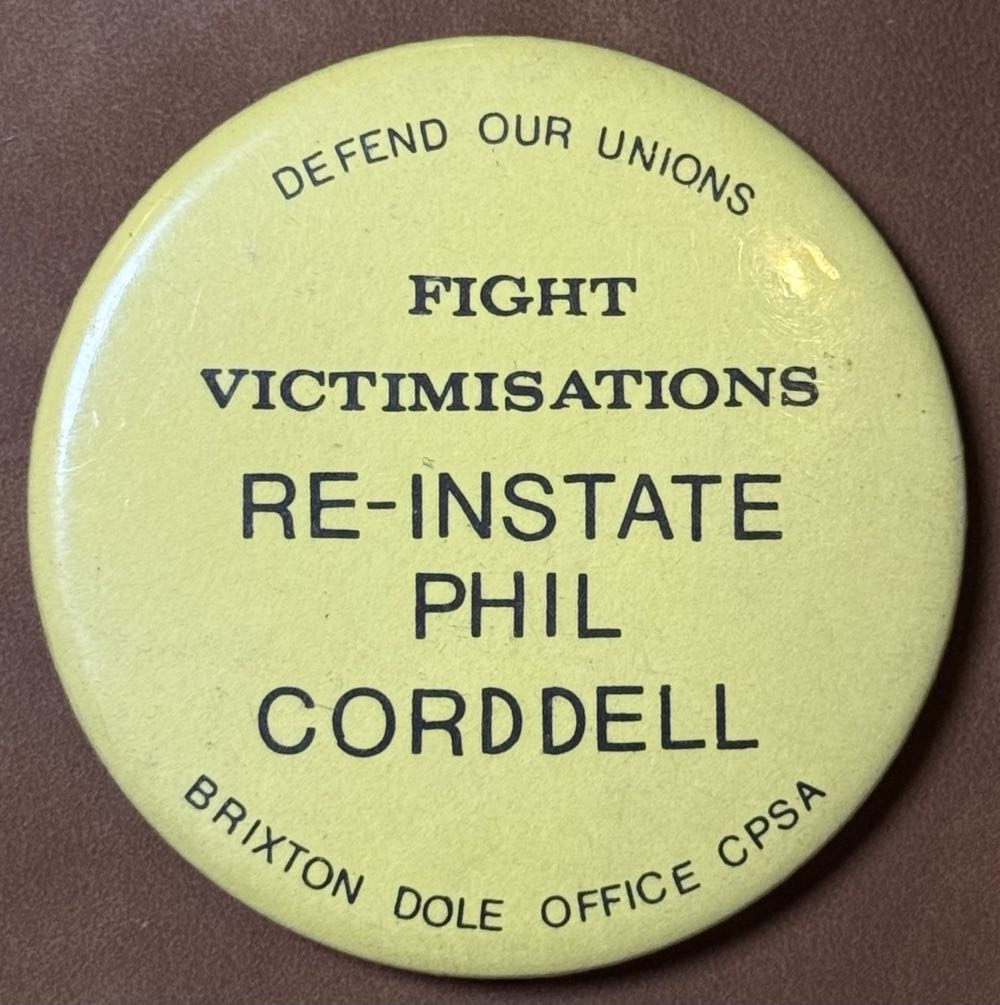 DEFEND OUR UNIONS
FIGHT
VICTIMISATIONS
RE-INSTATE
PHIL
CORDDELL
BRIXTON DOLE OFFICE CPSA